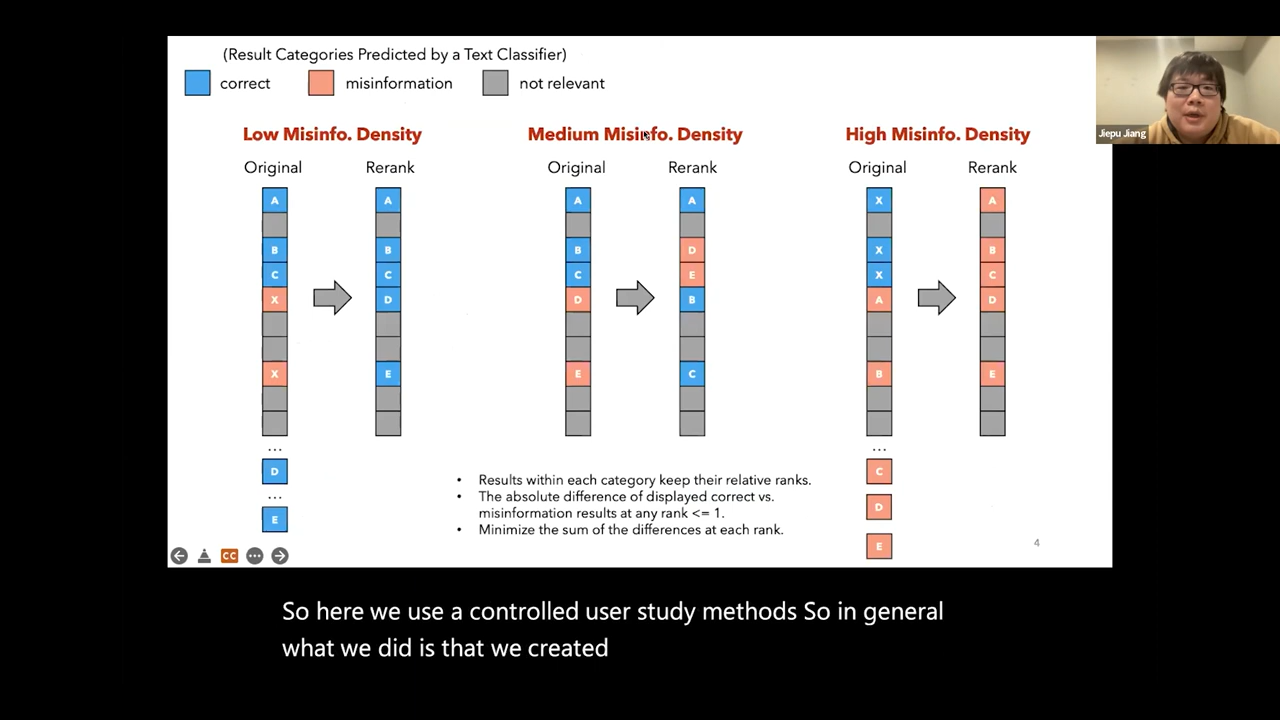 (Result Categories Predicted by a Text Classifier)
correct misinformation not relevant
Jiepu Jiang
Low Misinfo. Density
Original Rerank
A A
B B
C C
X D
X E
...
D
...
E
Medium Misinfo. Density
Original Rerank
A A
B D
C E
D B
E C
High Misinfo. Density
Original Rerank
X A
X B
X C
A D
B E
...
C
D
E
• Results within each category keep their relative ranks.
• The absolute difference of displayed correct vs.
misinformation results at any rank <= 1.
• Minimize the sum of the differences at each rank.
4
CC
So here we use a controlled user study methods So in general
what we did is that we created